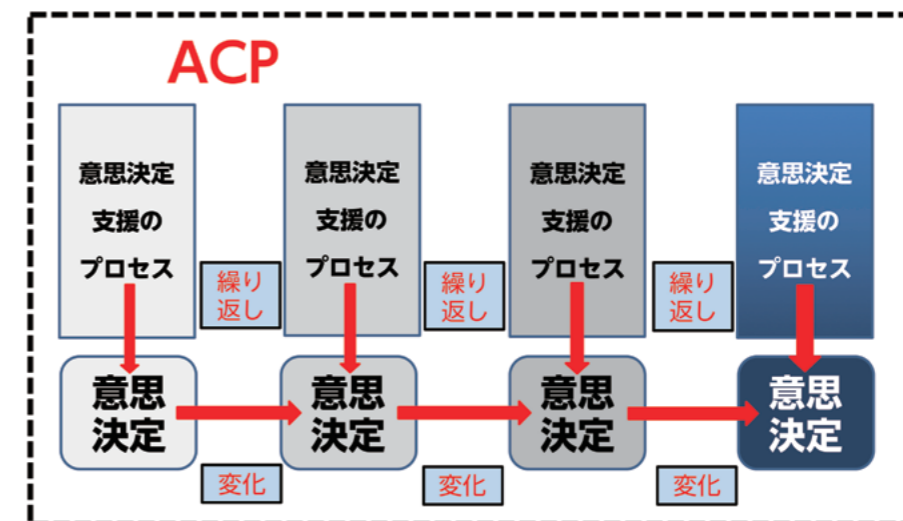 ACP
意思決定
支援の
プロセス
意思決定
支援の
プロセス
意思決定
支援の
プロセス
意思決定
支援の
プロセス
繰り
返し
繰り
返し
繰り
返し
意思
決定
意思
決定
意思
決定
意思
決定
変化
変化
変化